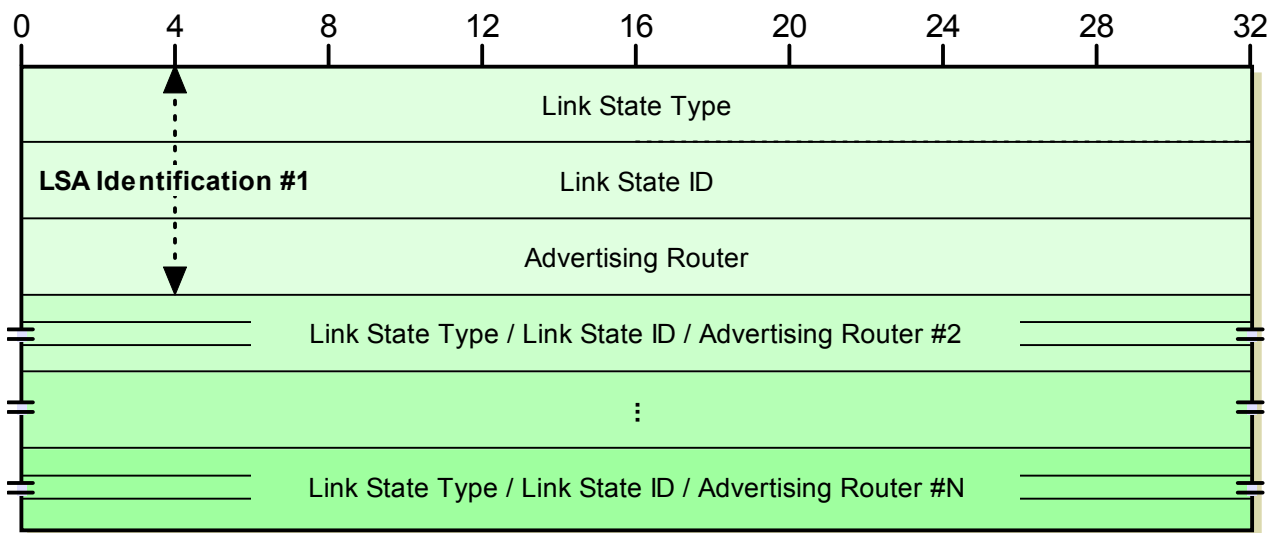 0 4 8 12 16 20 24 28 32
Link State Type
LSA Identification #1 Link State ID
Advertising Router
Link State Type / Link State ID / Advertising Router #2
...
Link State Type / Link State ID / Advertising Router #N